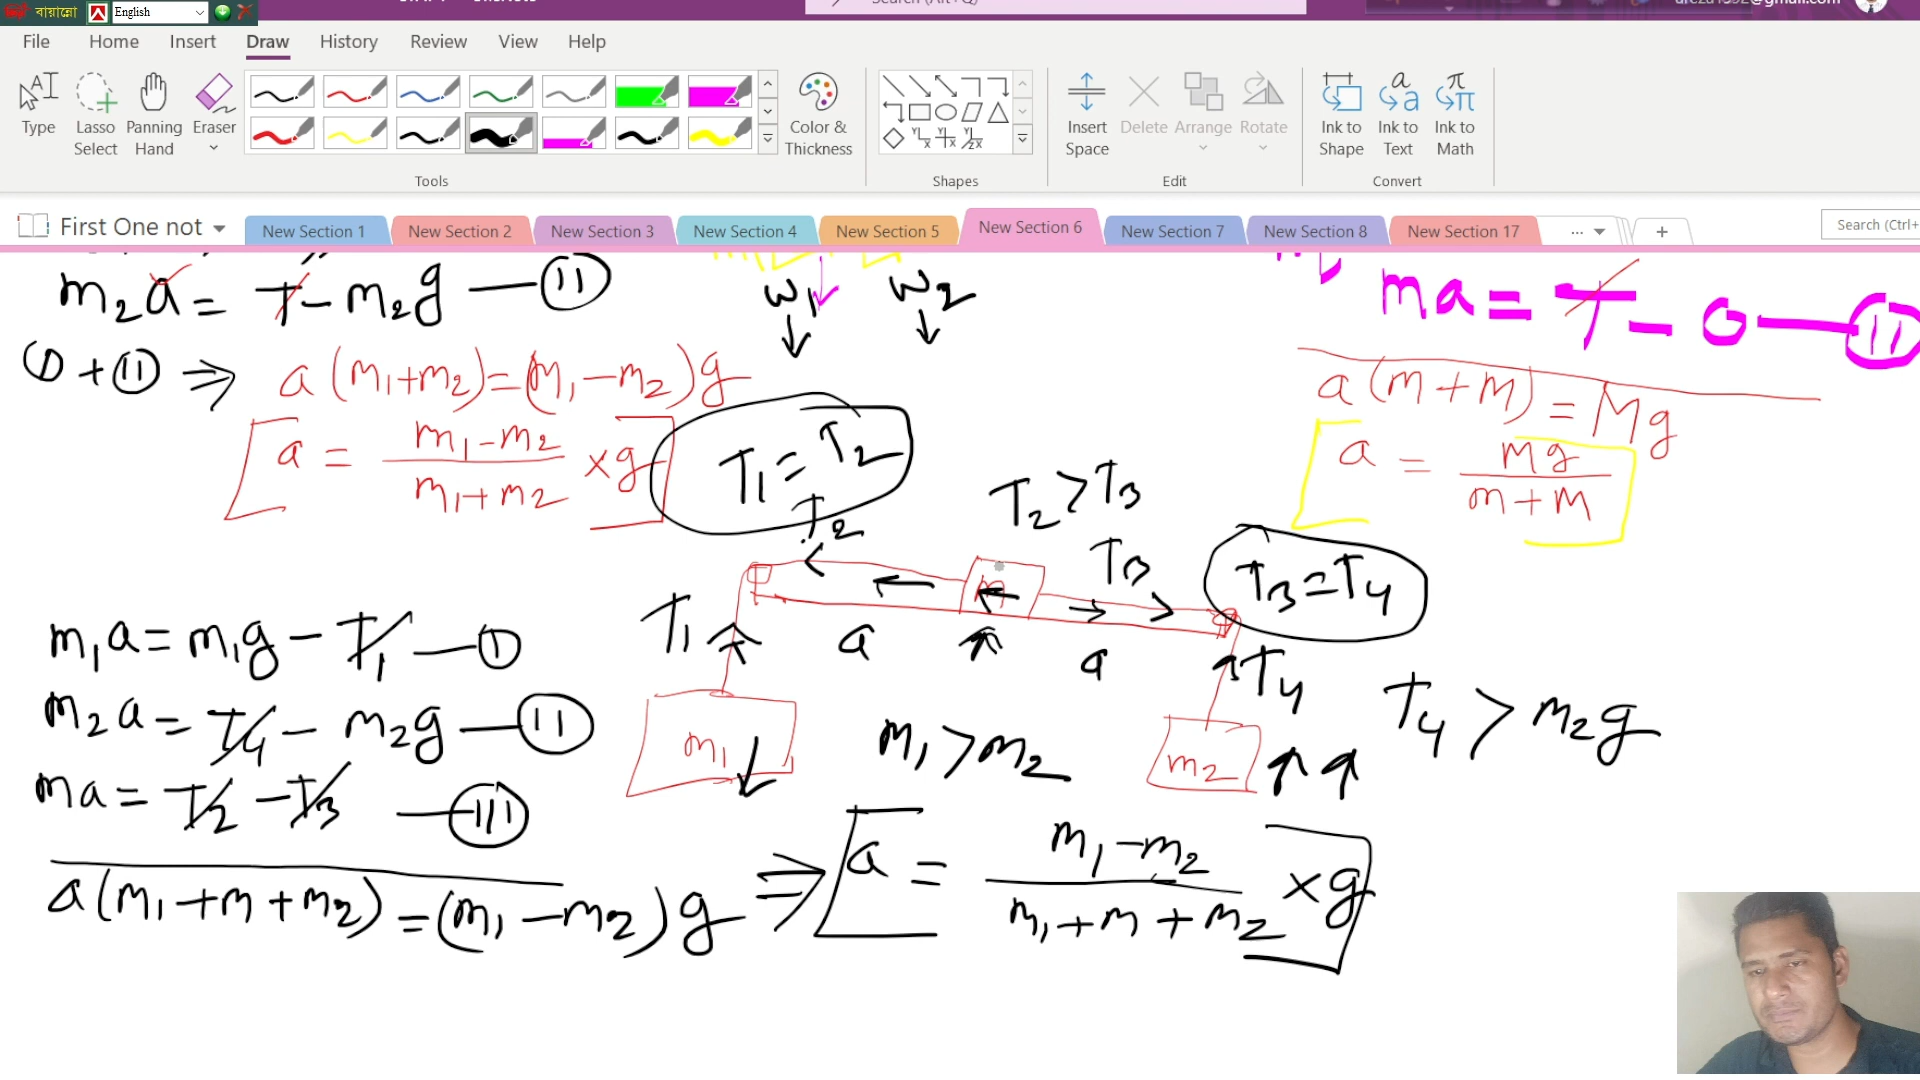 বায়ান্নো English
File Home Insert Draw History Review View Help
Type Lasso Select Panning Hand Eraser Color & Thickness Insert Space Delete Arrange Rotate Ink to Shape Ink to Text Ink to Math
Tools Shapes Edit Convert
First One not New Section 1 New Section 2 New Section 3 New Section 4 New Section 5 New Section 6 New Section 7 New Section 8 New Section 17 ... + Search (Ctrl+
m₂a = T - m₂g — (II)
W₁ W₂
ma = T - 0 — (II)
(I) + (II) ⇒ a(m₁+m₂) = (m₁-m₂)g
a(m+M) = Mg
a = (m₁-m₂)/(m₁+m₂) × g
T₁ = T₂
a = Mg/(m+M)
T₂ > T₃
T₂
T₃
T₃ = T₄
m
T₁
a
a
T₄
m₁a = m₁g - T₁ — (I)
m₂a = T₄ - m₂g — (II)
T₄ > m₂g
m₁
m₁ > m₂
m₂
ma = T₂ - T₃ — (III)
a(m₁+m+m₂) = (m₁-m₂)g ⇒ a = (m₁-m₂)/(m₁+m+m₂) × g